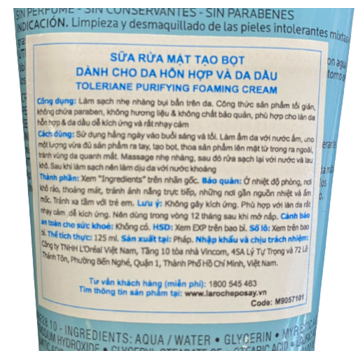 SIN PERFUME - SIN CONSERVANTES - SIN PARABENES
INDICACIÓN. Limpieza y desmaquillado de las pieles intolerantes mixtas
SỮA RỬA MẶT TẠO BỌT
DÀNH CHO DA HỖN HỢP VÀ DA DẦU
TOLERIANE PURIFYING FOAMING CREAM
Công dụng: Làm sạch nhẹ nhàng bụi bẩn trên da. Công thức sản phẩm tối giản,
không chứa paraben, không hương liệu & không chất bảo quản, phù hợp cho làn da
hỗn hợp & da dầu dễ kích ứng và rất nhạy cảm
Cách dùng: Sử dụng hằng ngày vào buổi sáng và tối. Làm ẩm da với nước ấm, cho
một lượng vừa đủ sản phẩm ra tay, tạo bọt, thoa sản phẩm lên mặt từ trong ra ngoài,
tránh vùng da quanh mắt. Massage nhẹ nhàng, sau đó rửa sạch lại với nước và lau
khô. Sau khi làm sạch nên làm dịu da với nước khoáng
Thành phần: Xem "Ingredients" trên nhãn gốc. Bảo quản: Ở nhiệt độ phòng, nơi
khô ráo, thoáng mát, tránh ánh nắng trực tiếp, những nơi gần nguồn nhiệt và ẩm
mốc. Tránh xa tầm với trẻ em. Lưu ý: Không gây kích ứng. Phù hợp với làn da rất
nhạy cảm, dễ kích ứng. Nên dùng trong vòng 12 tháng sau khi mở nắp. Cảnh báo
an toàn cho sức khoẻ: Không có. HSD: Xem EXP trên bao bì. Số lô: Xem trên bao
bì. Thể tích thực: 125 ml. Sản xuất tại: Pháp. Nhập khẩu và chịu trách nhiệm:
Công ty TNHH L'Oréal Việt Nam, Tầng 10 tòa nhà Vincom, 45A Lý Tự Trọng và 72 Lê
Thánh Tôn, Phường Bến Nghé, Quận 1, Thành Phố Hồ Chí Minh, Việt Nam.
Tư vấn khách hàng (miễn phí): 1800 545 463
Thông tin sản phẩm tại: www.larocheposay.vn
Code: M9057101
- INGREDIENTS: AQUA / WATER • GLYCERIN •
HYDROXIDE •